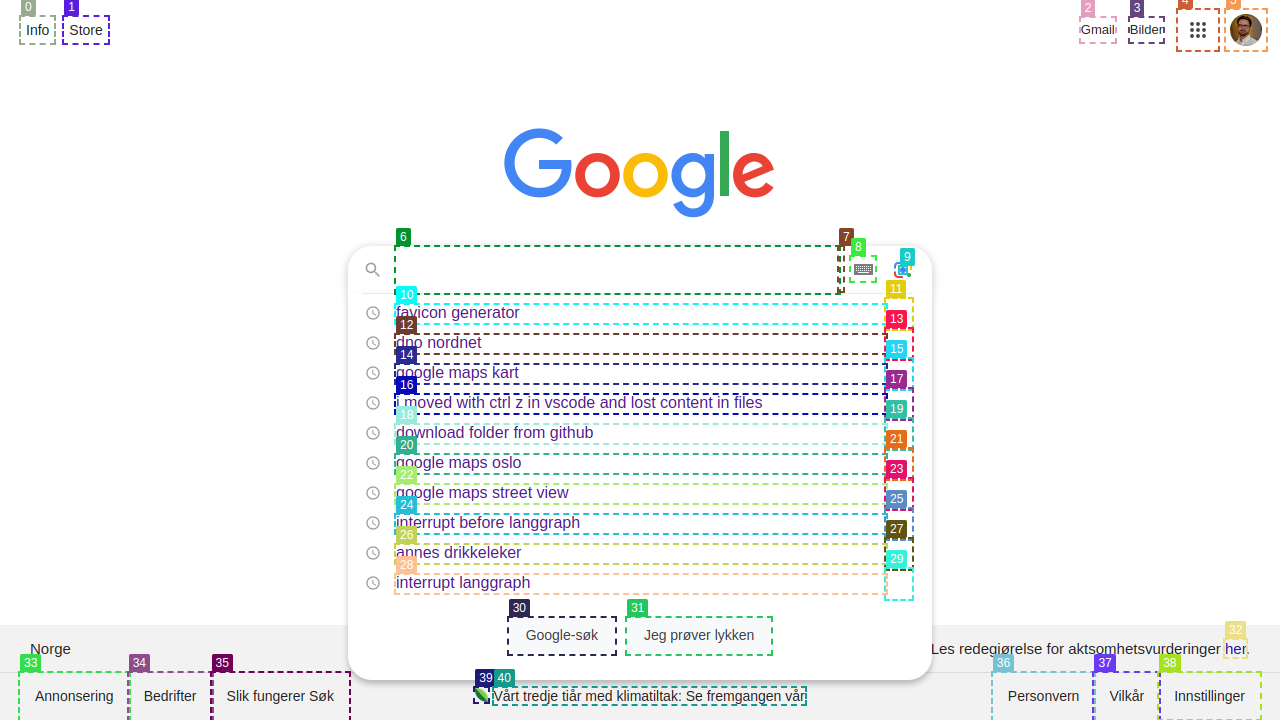 0 1 2 3 4 5
Info Store Gmail Bilder
Google
6 7 8 9
10 11
favicon generator
12 13
dno nordnet
14 15
google maps kart
16 17
i moved with ctrl z in vscode and lost content in files
18 19
download folder from github
20 21
google maps oslo
22 23
google maps street view
24 25
interrupt before langgraph
26 27
annes drikkeleker
28 29
interrupt langgraph
30 31
Google-søk Jeg prøver lykken
32
Norge Les redegjørelse for aktsomhetsvurderinger her.
33 34 35 36 37 38
39 40
Annonsering Bedrifter Slik fungerer Søk Vårt tredje tiår med klimatiltak: Se fremgangen vår Personvern Vilkår Innstillinger